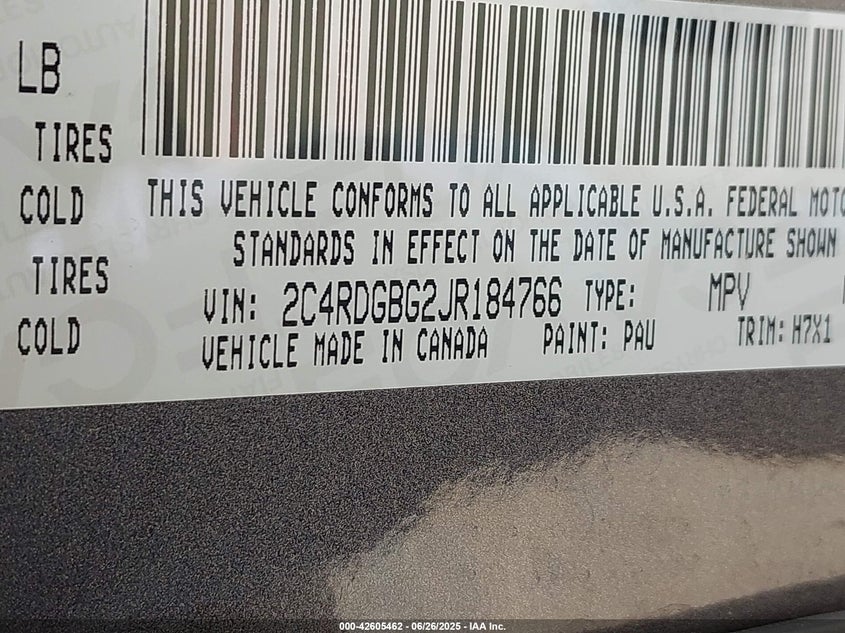 LB
TIRES
COLD
THIS VEHICLE CONFORMS TO ALL APPLICABLE U.S.A. FEDERAL MOTO
STANDARDS IN EFFECT ON THE DATE OF MANUFACTURE SHOWN
TIRES
VIN: 2C4RDGBG2JR184766 TYPE: MPV
COLD
VEHICLE MADE IN CANADA PAINT: PAU TRIM: H7X1
000-42605462 - 06/26/2025 - IAA Inc.